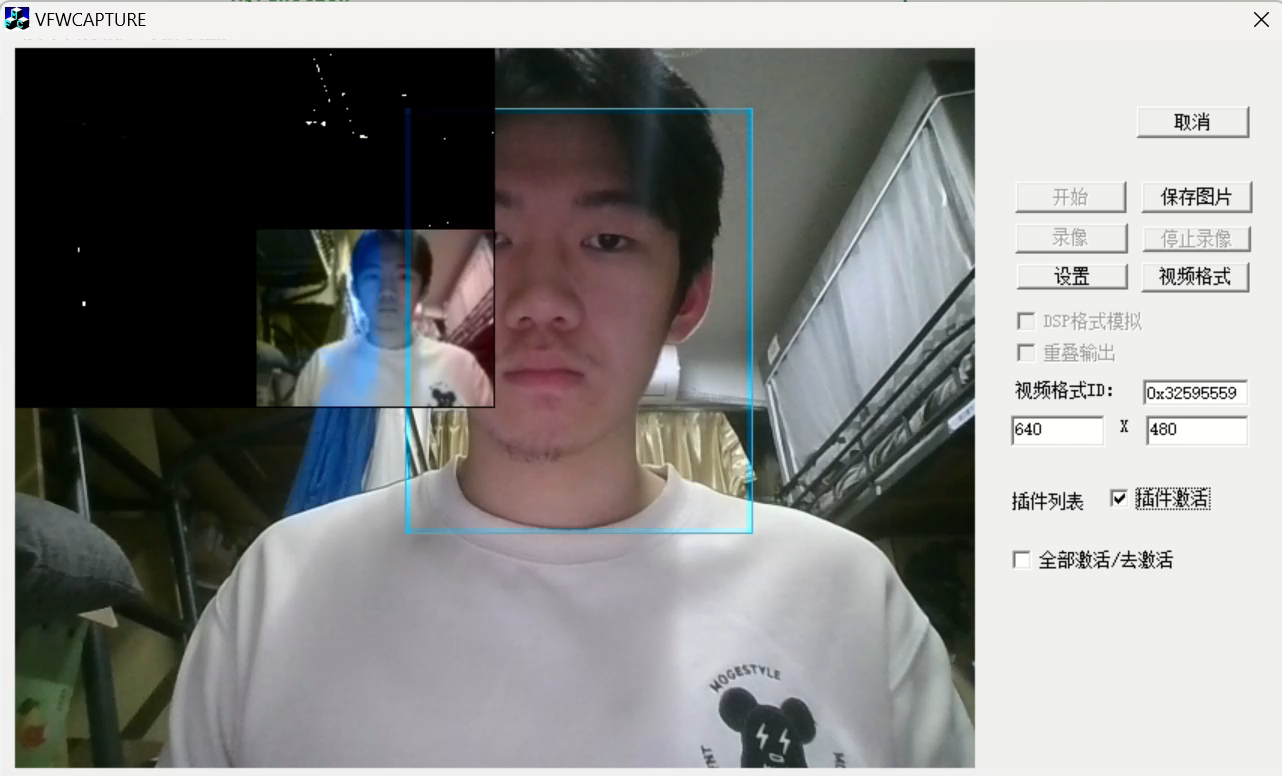 VFWCAPTURE
取消
开始
保存图片
录像
停止录像
设置
视频格式
DSP格式模拟
重叠输出
视频格式ID:
0x32595559
640
X
480
插件列表
插件激活
全部激活/去激活
MOGESTYLE